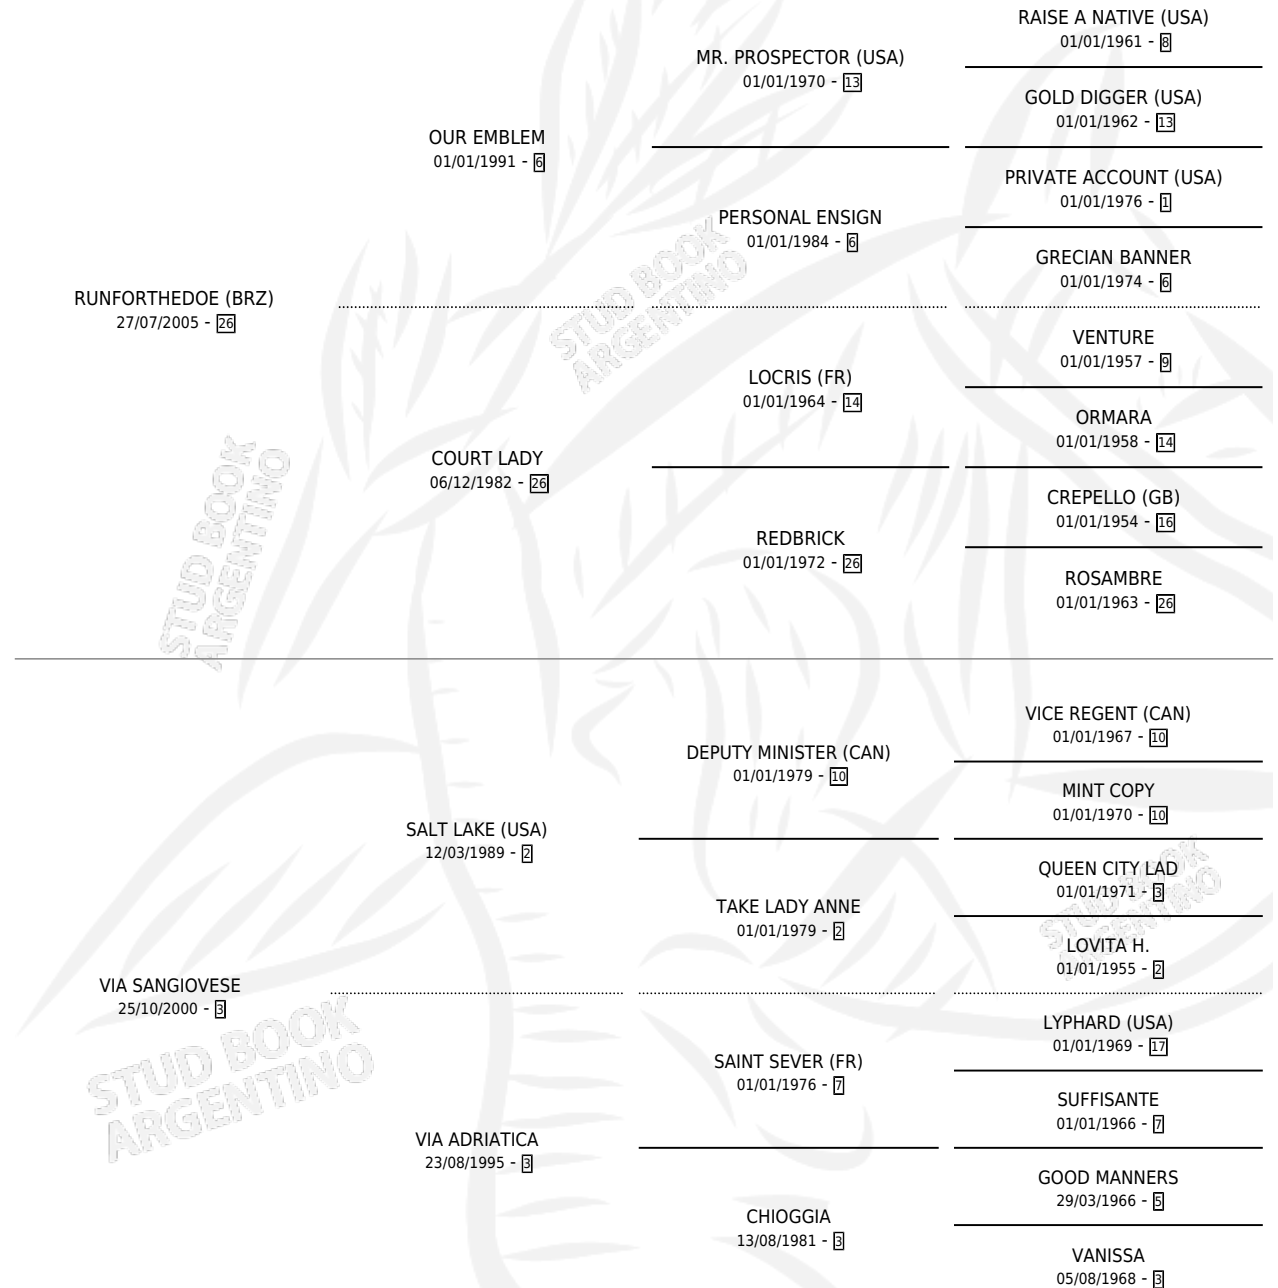 RAISE A NATIVE (USA)
01/01/1961 - 8
MR. PROSPECTOR (USA)
01/01/1970 - 13
GOLD DIGGER (USA)
01/01/1962 - 13
OUR EMBLEM
01/01/1991 - 6
PRIVATE ACCOUNT (USA)
01/01/1976 - 1
PERSONAL ENSIGN
01/01/1984 - 6
GRECIAN BANNER
01/01/1974 - 6
RUNFORTHEDOE (BRZ)
27/07/2005 - 26
STUD BOOK
ARGENTINO
VENTURE
01/01/1957 - 9
LOCRIS (FR)
01/01/1964 - 14
ORMARA
01/01/1958 - 14
COURT LADY
06/12/1982 - 26
CREPELLO (GB)
01/01/1954 - 16
REDBRICK
01/01/1972 - 26
ROSAMBRE
01/01/1963 - 26
STUD BOOK
ARGENTINO
VICE REGENT (CAN)
01/01/1967 - 10
DEPUTY MINISTER (CAN)
01/01/1979 - 10
MINT COPY
01/01/1970 - 10
SALT LAKE (USA)
12/03/1989 - 2
QUEEN CITY LAD
01/01/1971 - 3
TAKE LADY ANNE
01/01/1979 - 2
STUD BOOK
ARGENTINO
LOVITA H.
01/01/1955 - 2
VIA SANGIOVESE
25/10/2000 - 3
LYPHARD (USA)
01/01/1969 - 17
SAINT SEVER (FR)
01/01/1976 - 7
STUD BOOK
ARGENTINO
SUFFISANTE
01/01/1966 - 7
VIA ADRIATICA
23/08/1995 - 3
GOOD MANNERS
29/03/1966 - 5
CHIOGGIA
13/08/1981 - 3
VANISSA
05/08/1968 - 3